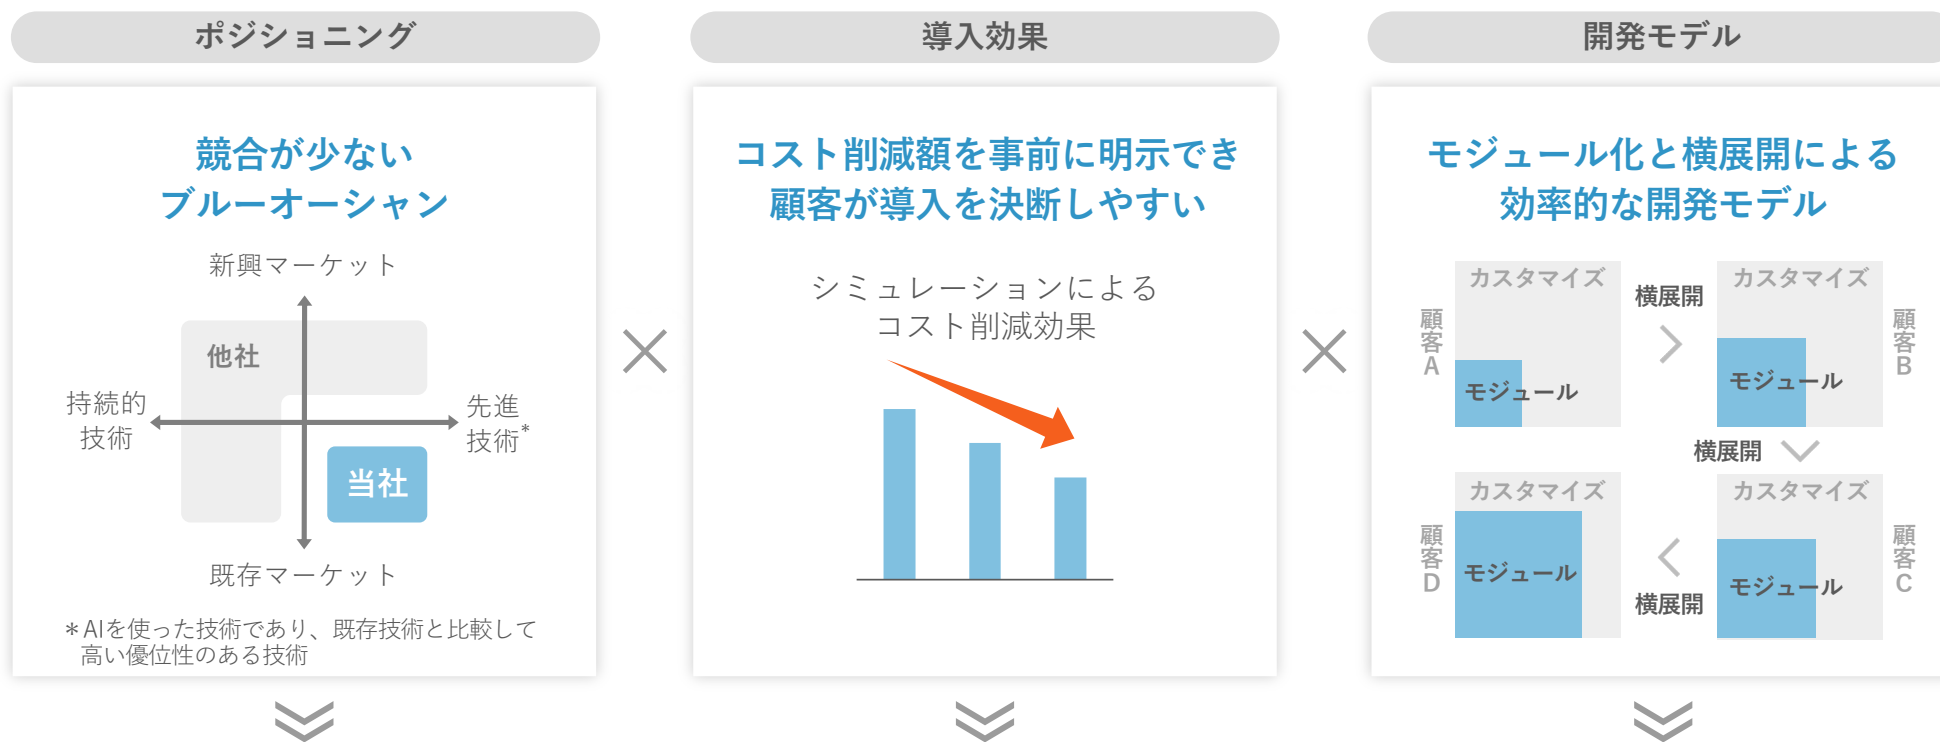 ポジショニング
競合が少ない
ブルーオーシャン
新興マーケット
他社
持続的
技術
先進
技術*
当社
既存マーケット
*AIを使った技術であり、既存技術と比較して
高い優位性のある技術
導入効果
コスト削減額を事前に明示でき
顧客が導入を決断しやすい
シミュレーションによる
コスト削減効果
開発モデル
モジュール化と横展開による
効率的な開発モデル
顧客A
カスタマイズ
モジュール
横展開
カスタマイズ
モジュール
顧客B
横展開
カスタマイズ
モジュール
顧客C
横展開
カスタマイズ
モジュール
顧客D